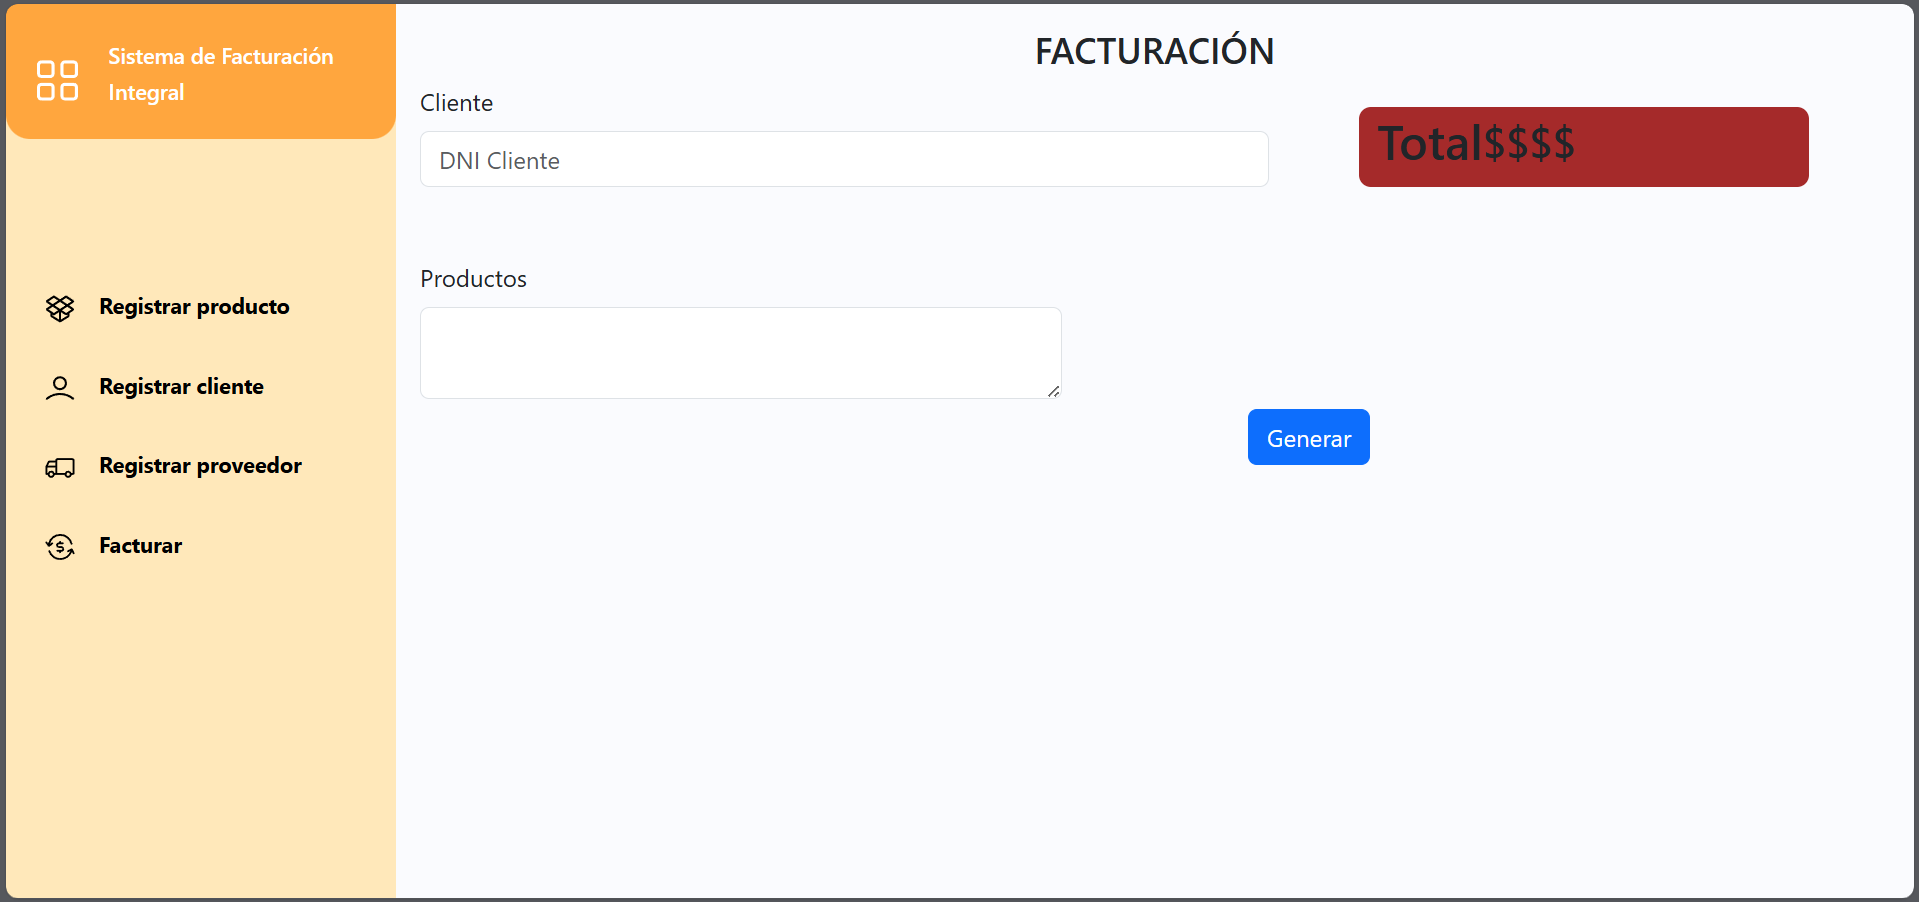 Sistema de Facturación
Integral
Registrar producto
Registrar cliente
Registrar proveedor
Facturar
FACTURACIÓN
Cliente
DNI Cliente
Total$$$$
Productos
Generar